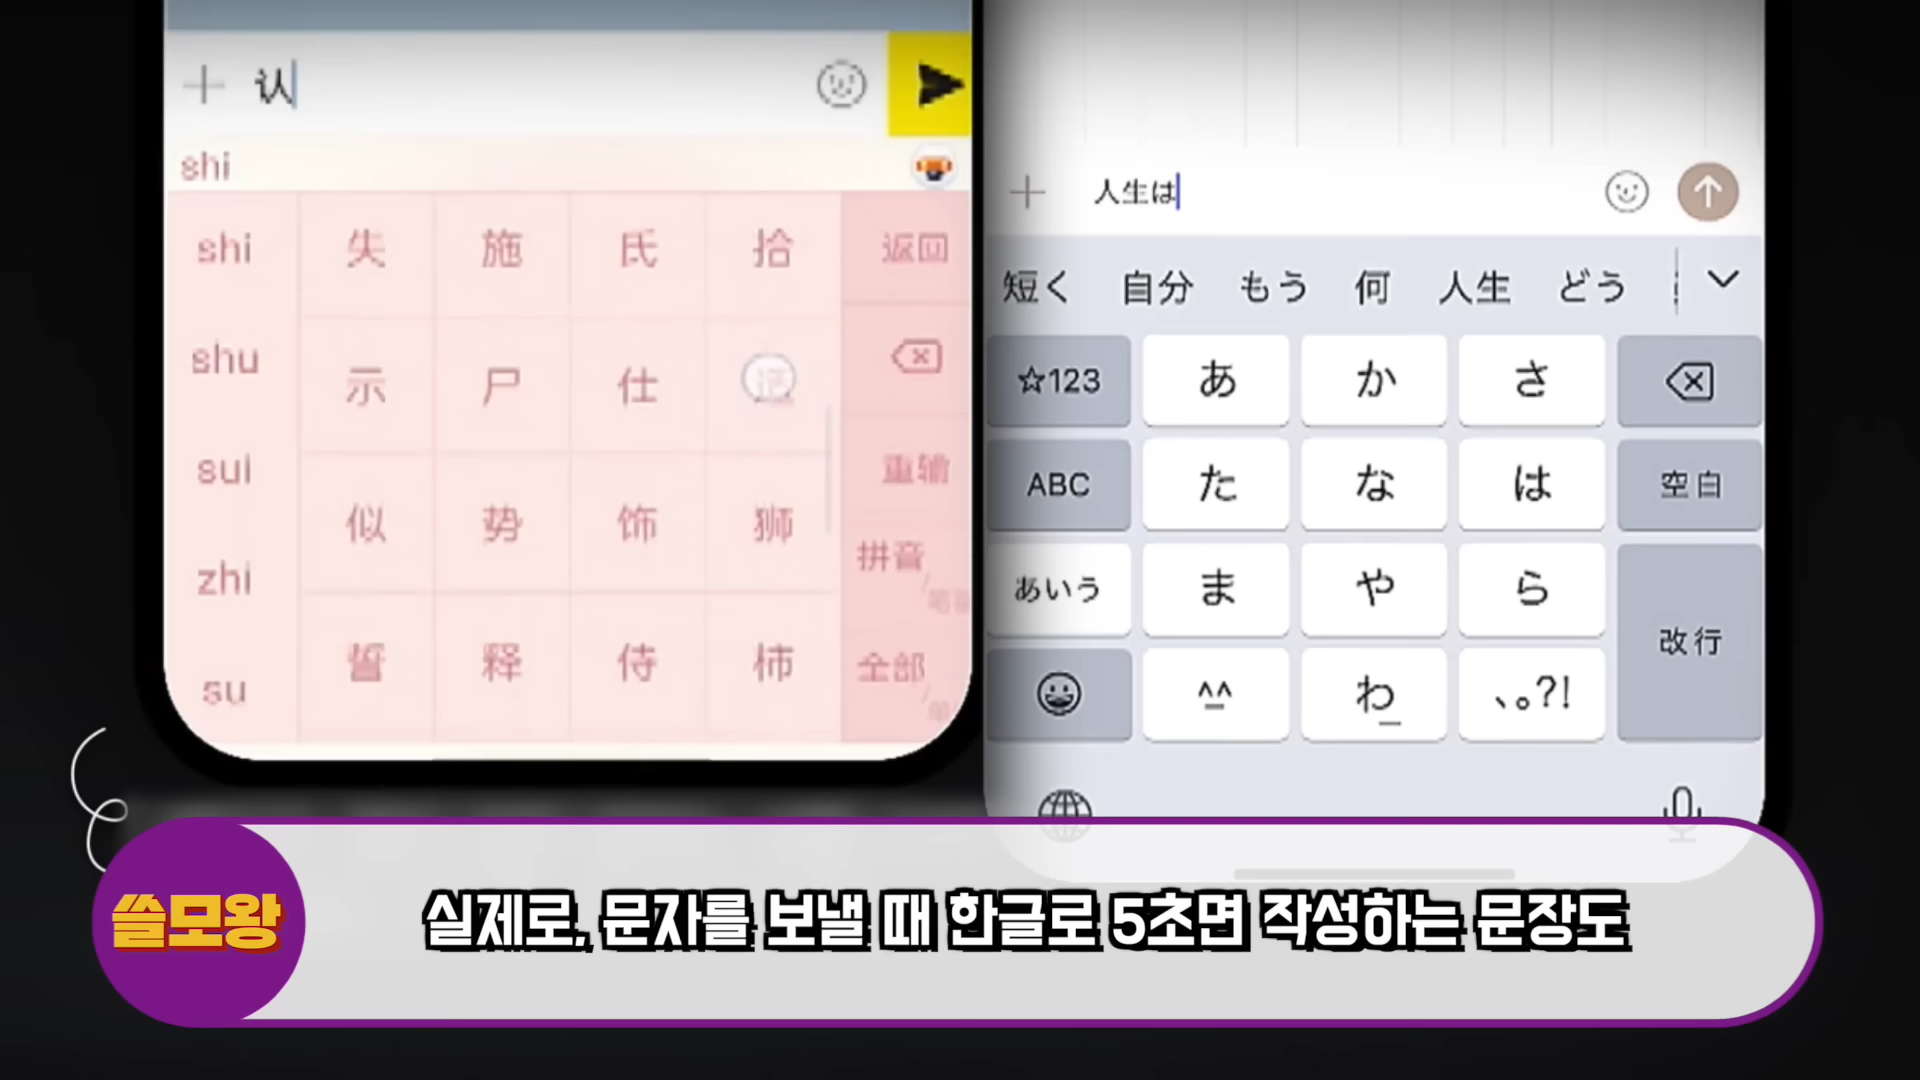 认
shi
shi 失 施 氏 拾 返回
shu 示 尸 仕
sui 似 势 饰 狮 重输
zhi 拼音
su 誓 释 侍 柿 全部
人生は
短く 自分 もう 何 人生 どう
☆123 あ か さ
ABC た な は 空白
あいう ま や ら 改行
^^ わ 、。?!
쓸모왕
실제로, 문자를 보낼 때 한글로 5초면 작성하는 문장도